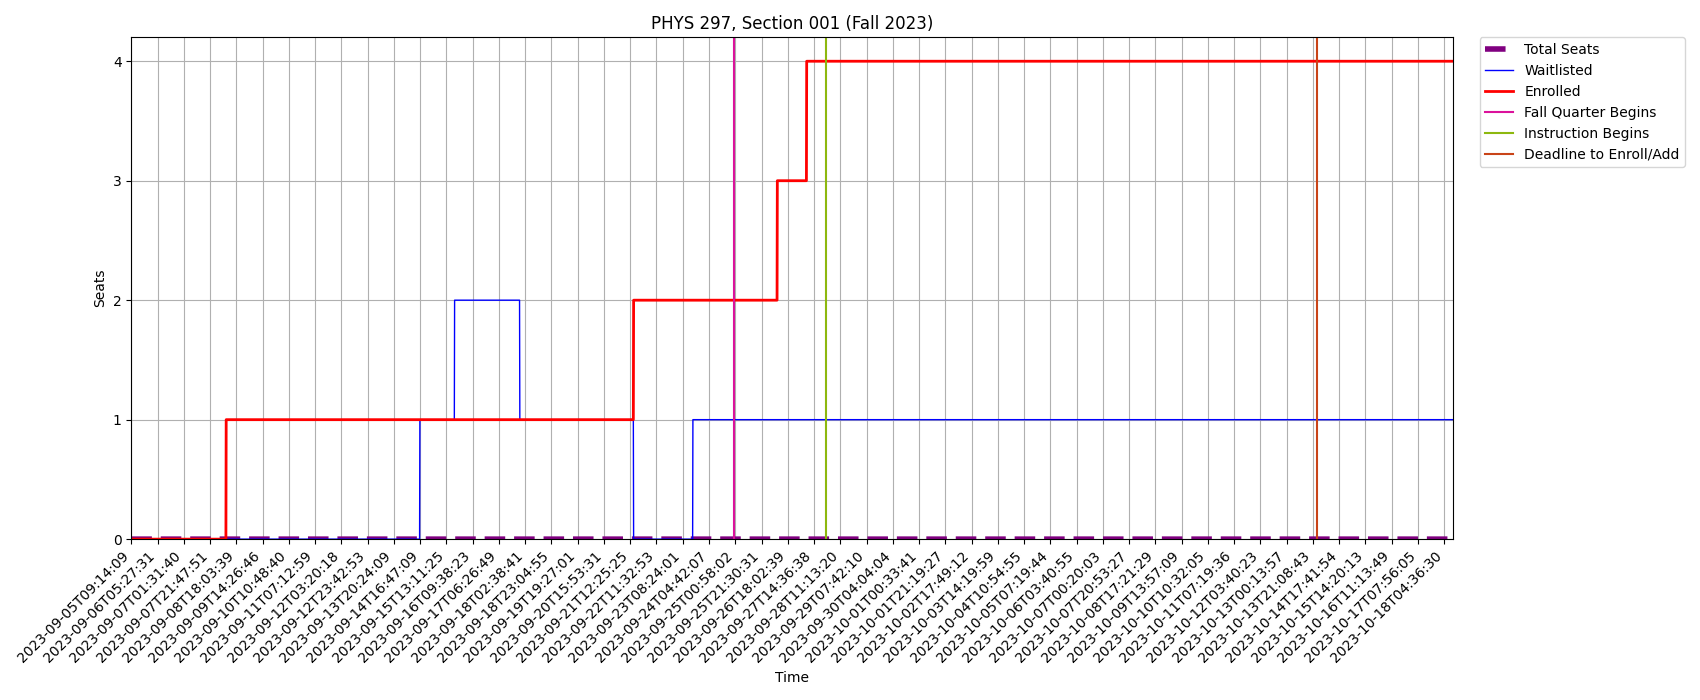 PHYS 297, Section 001 (Fall 2023)
Total Seats
Waitlisted
Enrolled
Fall Quarter Begins
Instruction Begins
Deadline to Enroll/Add
Seats
4
3
2
1
0
2023-09-05T09:14:09
2023-09-06T05:27:31
2023-09-07T01:31:40
2023-09-07T21:47:51
2023-09-08T18:03:39
2023-09-09T14:26:46
2023-09-10T10:48:40
2023-09-11T07:12:59
2023-09-12T03:20:18
2023-09-12T23:42:53
2023-09-13T20:24:09
2023-09-14T16:47:09
2023-09-15T13:11:25
2023-09-16T09:38:23
2023-09-17T06:26:49
2023-09-18T02:38:41
2023-09-18T23:04:55
2023-09-19T19:27:01
2023-09-20T15:53:31
2023-09-21T12:25:25
2023-09-22T11:32:53
2023-09-23T08:24:01
2023-09-24T04:42:07
2023-09-25T00:58:02
2023-09-25T21:30:31
2023-09-26T18:02:39
2023-09-27T14:36:38
2023-09-28T11:13:20
2023-09-29T07:42:10
2023-09-30T04:04:04
2023-10-01T00:33:41
2023-10-01T21:19:27
2023-10-02T17:49:12
2023-10-03T14:19:59
2023-10-04T10:54:55
2023-10-05T07:19:44
2023-10-06T03:40:55
2023-10-07T00:20:03
2023-10-07T20:53:27
2023-10-08T17:21:29
2023-10-09T13:57:09
2023-10-10T10:32:05
2023-10-11T07:19:36
2023-10-12T03:40:23
2023-10-13T00:13:57
2023-10-13T21:08:43
2023-10-14T17:41:54
2023-10-15T14:20:13
2023-10-16T11:13:49
2023-10-17T07:56:05
2023-10-18T04:36:30
Time